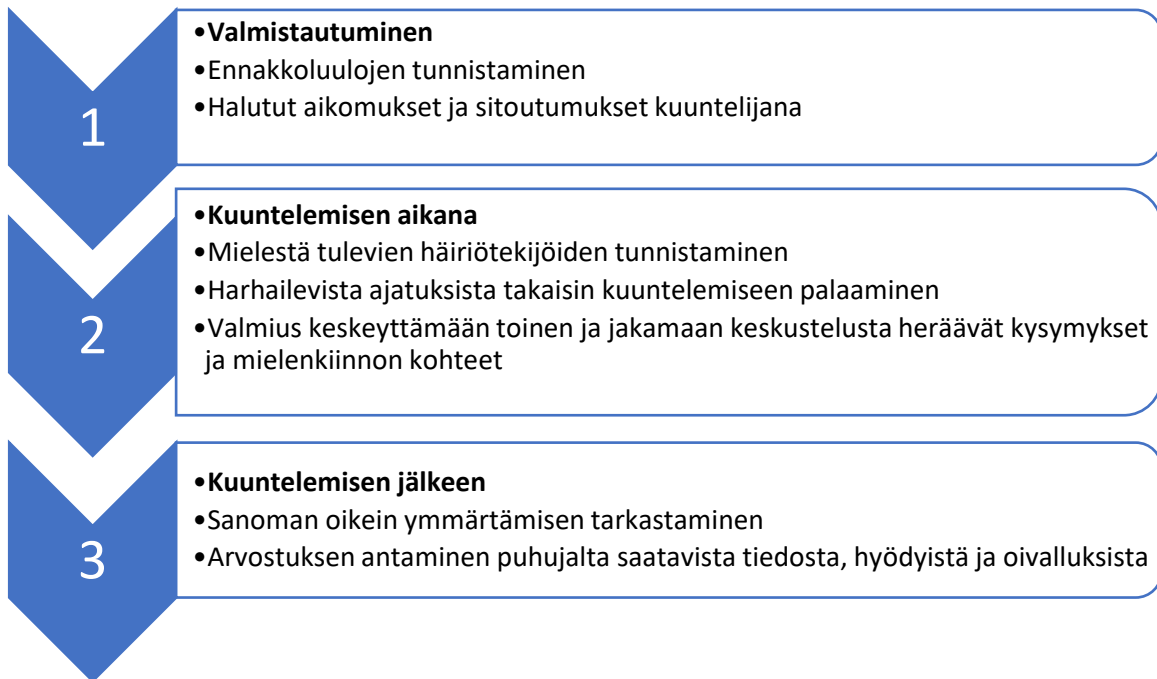 1
•Valmistautuminen
•Ennakkoluulojen tunnistaminen
•Halutut aikomukset ja sitoutumukset kuuntelijana
2
•Kuuntelemisen aikana
•Mielestä tulevien häiriötekijöiden tunnistaminen
•Harhailevista ajatuksista takaisin kuuntelemiseen palaaminen
•Valmius keskeyttämään toinen ja jakamaan keskustelusta heräävät kysymykset
ja mielenkiinnon kohteet
3
•Kuuntelemisen jälkeen
•Sanoman oikein ymmärtämisen tarkastaminen
•Arvostuksen antaminen puhujalta saatavista tiedosta, hyödyistä ja oivalluksista